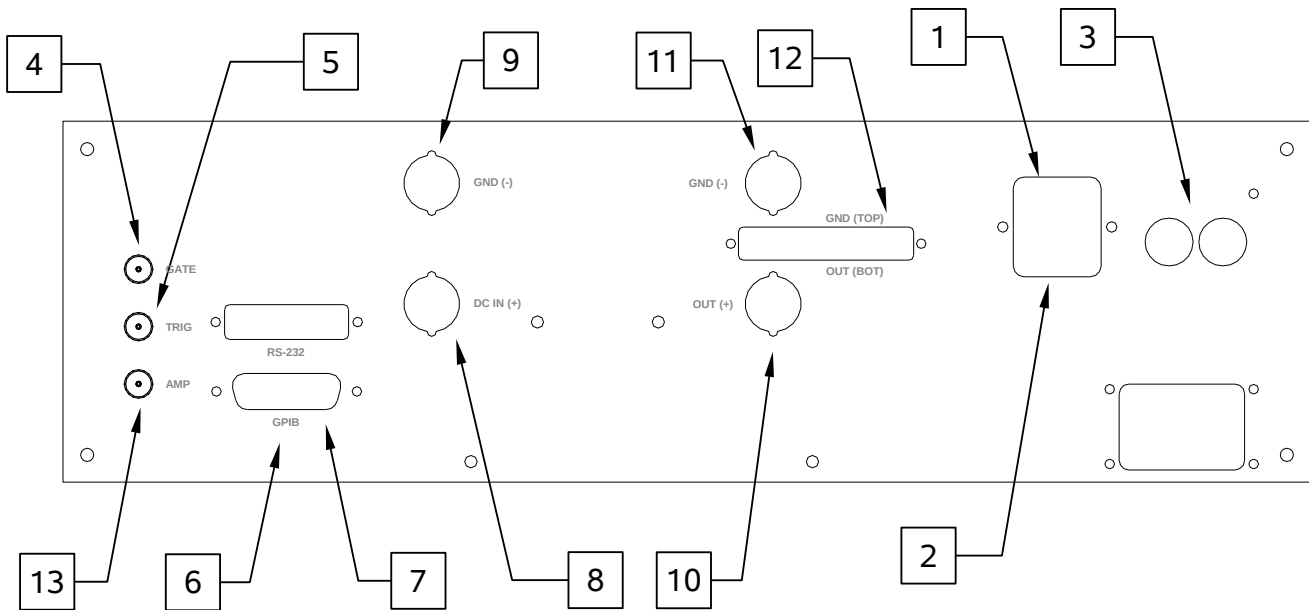 1
3
4
5
9
11
12
GND (-)
GND (-)
GND (TOP)
GATE
OUT (BOT)
DC IN (+)
OUT (+)
TRIG
RS-232
AMP
GPIB
13
6
7
8
10
2